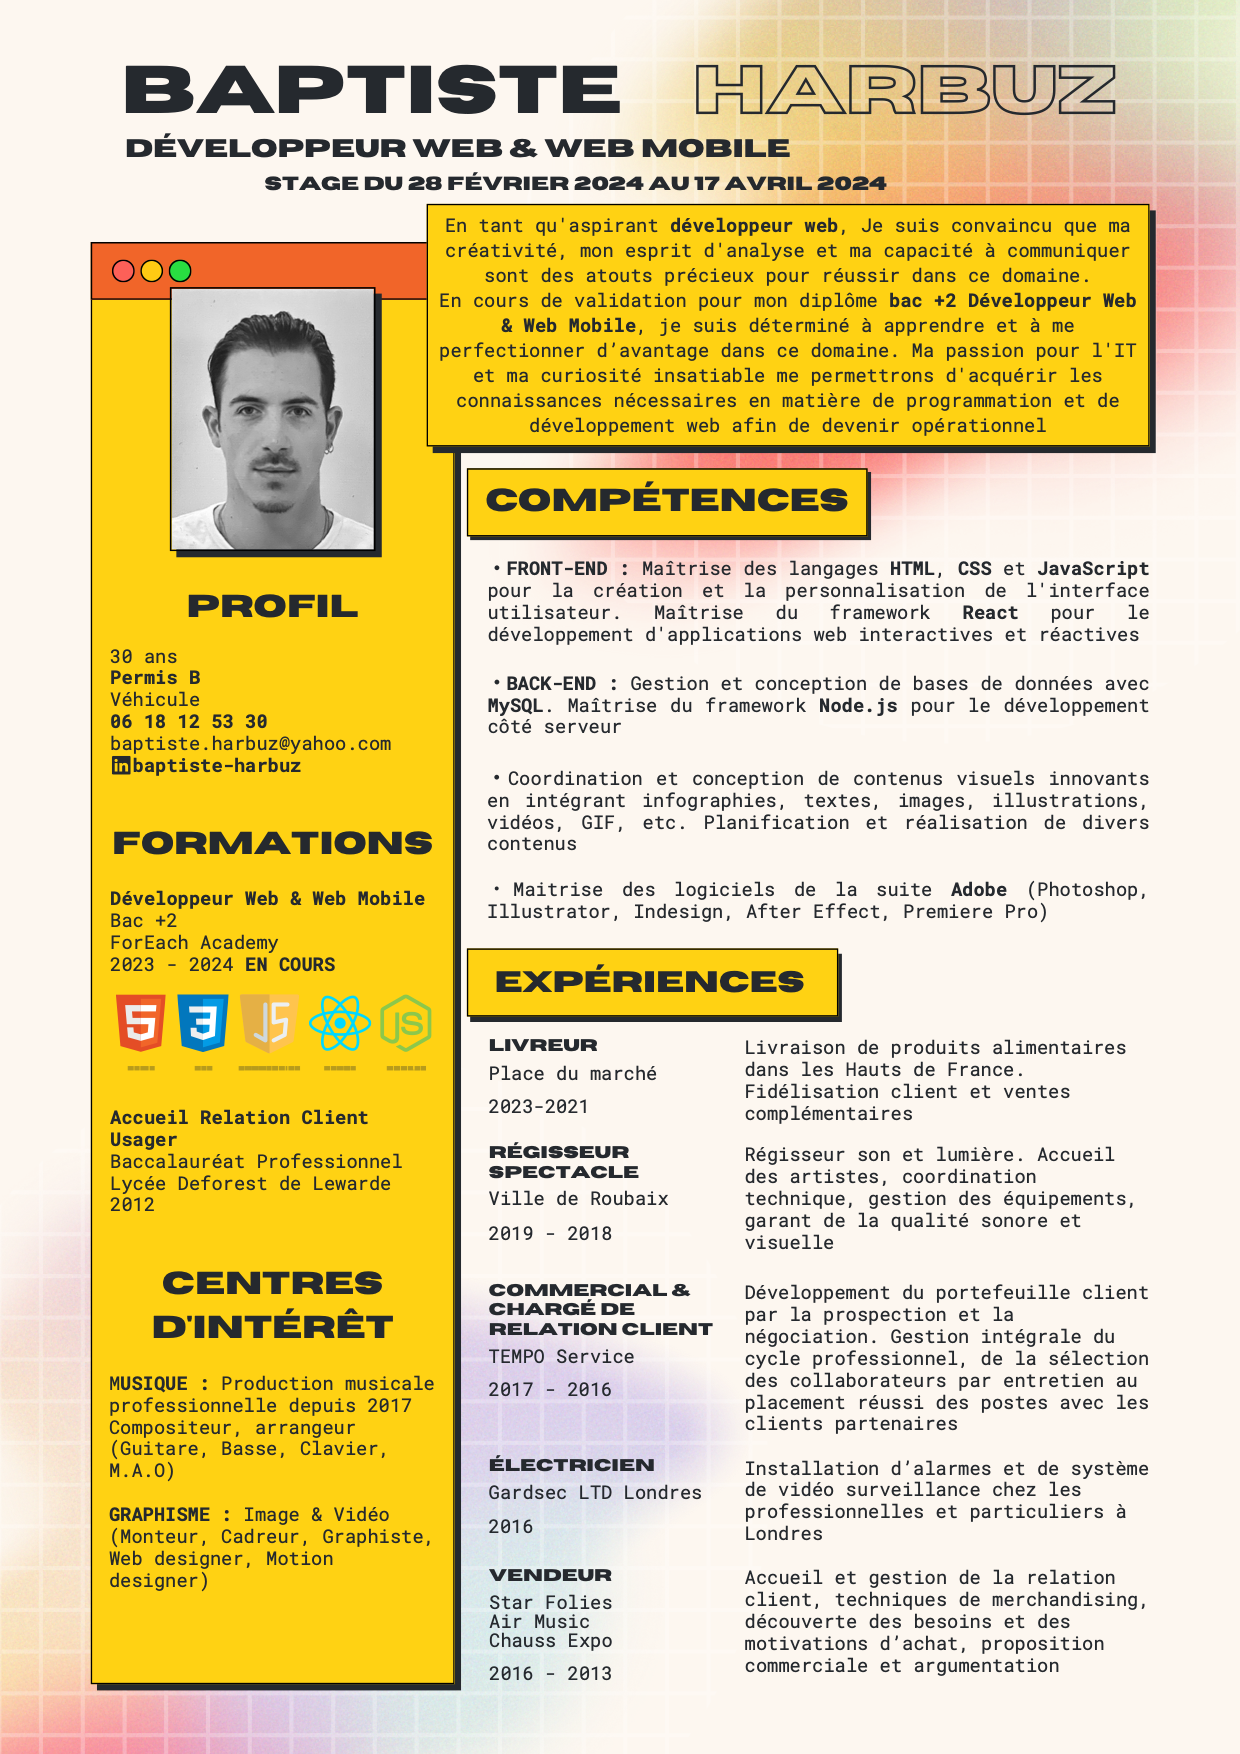 BAPTISTE HARBUZ
DÉVELOPPEUR WEB & WEB MOBILE
STAGE DU 28 FÉVRIER 2024 AU 17 AVRIL 2024
En tant qu'aspirant développeur web, Je suis convaincu que ma
créativité, mon esprit d'analyse et ma capacité à communiquer
sont des atouts précieux pour réussir dans ce domaine.
En cours de validation pour mon diplôme bac +2 Développeur Web
& Web Mobile, je suis déterminé à apprendre et à me
perfectionner d’avantage dans ce domaine. Ma passion pour l'IT
et ma curiosité insatiable me permettrons d'acquérir les
connaissances nécessaires en matière de programmation et de
développement web afin de devenir opérationnel
PROFIL
30 ans
Permis B
Véhicule
06 18 12 53 30
baptiste.harbuz@yahoo.com
in baptiste-harbuz
FORMATIONS
Développeur Web & Web Mobile
Bac +2
ForEach Academy
2023 - 2024 EN COURS
5 3 JS JS
Accueil Relation Client
Usager
Baccalauréat Professionnel
Lycée Deforest de Lewarde
2012
CENTRES
D'INTÉRÊT
MUSIQUE : Production musicale
professionnelle depuis 2017
Compositeur, arrangeur
(Guitare, Basse, Clavier,
M.A.O)
GRAPHISME : Image & Vidéo
(Monteur, Cadreur, Graphiste,
Web designer, Motion
designer)
COMPÉTENCES
•FRONT-END : Maîtrise des langages HTML, CSS et JavaScript
pour la création et la personnalisation de l'interface
utilisateur. Maîtrise du framework React pour le
développement d'applications web interactives et réactives
•BACK-END : Gestion et conception de bases de données avec
MySQL. Maîtrise du framework Node.js pour le développement
côté serveur
•Coordination et conception de contenus visuels innovants
en intégrant infographies, textes, images, illustrations,
vidéos, GIF, etc. Planification et réalisation de divers
contenus
• Maitrise des logiciels de la suite Adobe (Photoshop,
Illustrator, Indesign, After Effect, Premiere Pro)
EXPÉRIENCES
LIVREUR
Place du marché
2023-2021
Livraison de produits alimentaires
dans les Hauts de France.
Fidélisation client et ventes
complémentaires
RÉGISSEUR
SPECTACLE
Ville de Roubaix
2019 - 2018
Régisseur son et lumière. Accueil
des artistes, coordination
technique, gestion des équipements,
garant de la qualité sonore et
visuelle
COMMERCIAL &
CHARGÉ DE
RELATION CLIENT
TEMPO Service
2017 - 2016
Développement du portefeuille client
par la prospection et la
négociation. Gestion intégrale du
cycle professionnel, de la sélection
des collaborateurs par entretien au
placement réussi des postes avec les
clients partenaires
ÉLECTRICIEN
Gardsec LTD Londres
2016
Installation d’alarmes et de système
de vidéo surveillance chez les
professionnelles et particuliers à
Londres
VENDEUR
Star Folies
Air Music
Chauss Expo
2016 - 2013
Accueil et gestion de la relation
client, techniques de merchandising,
découverte des besoins et des
motivations d’achat, proposition
commerciale et argumentation